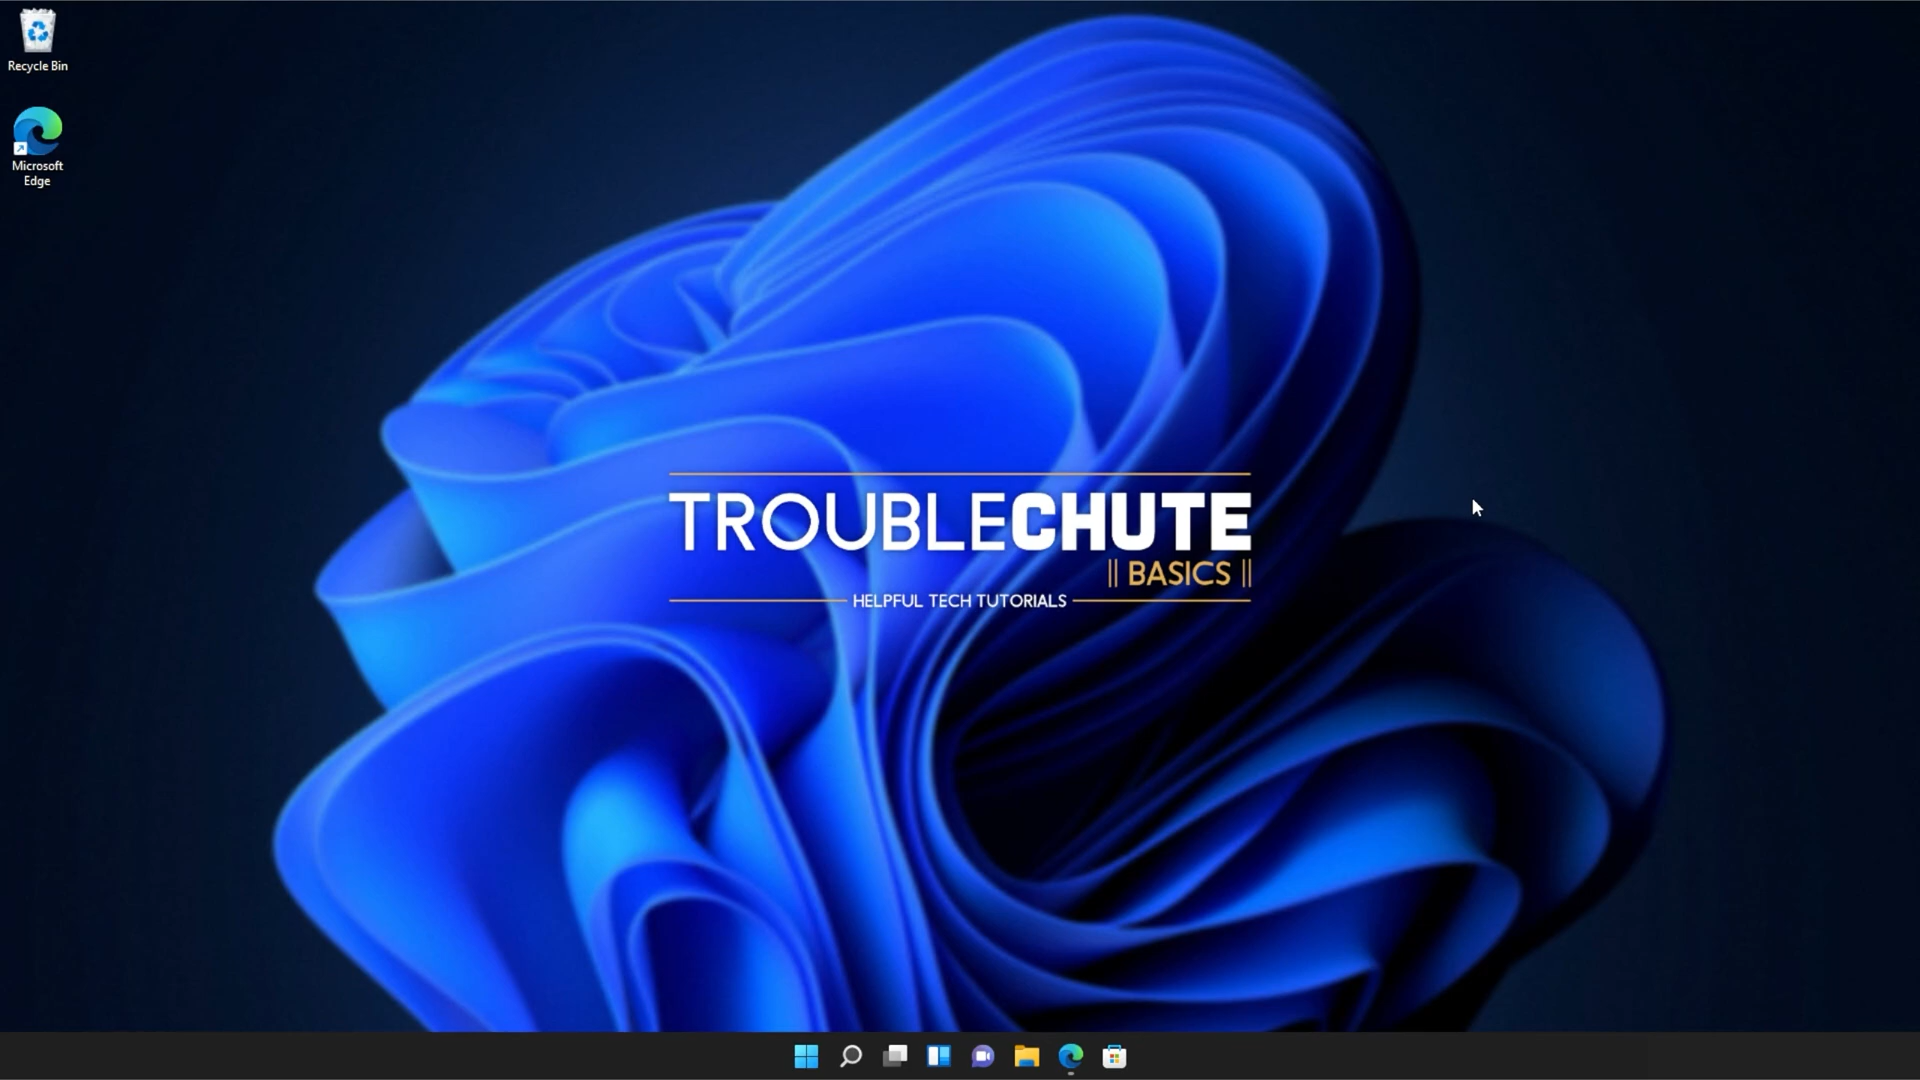 Recycle Bin
Microsoft
Edge
TROUBLECHUTE
|| BASICS ||
HELPFUL TECH TUTORIALS